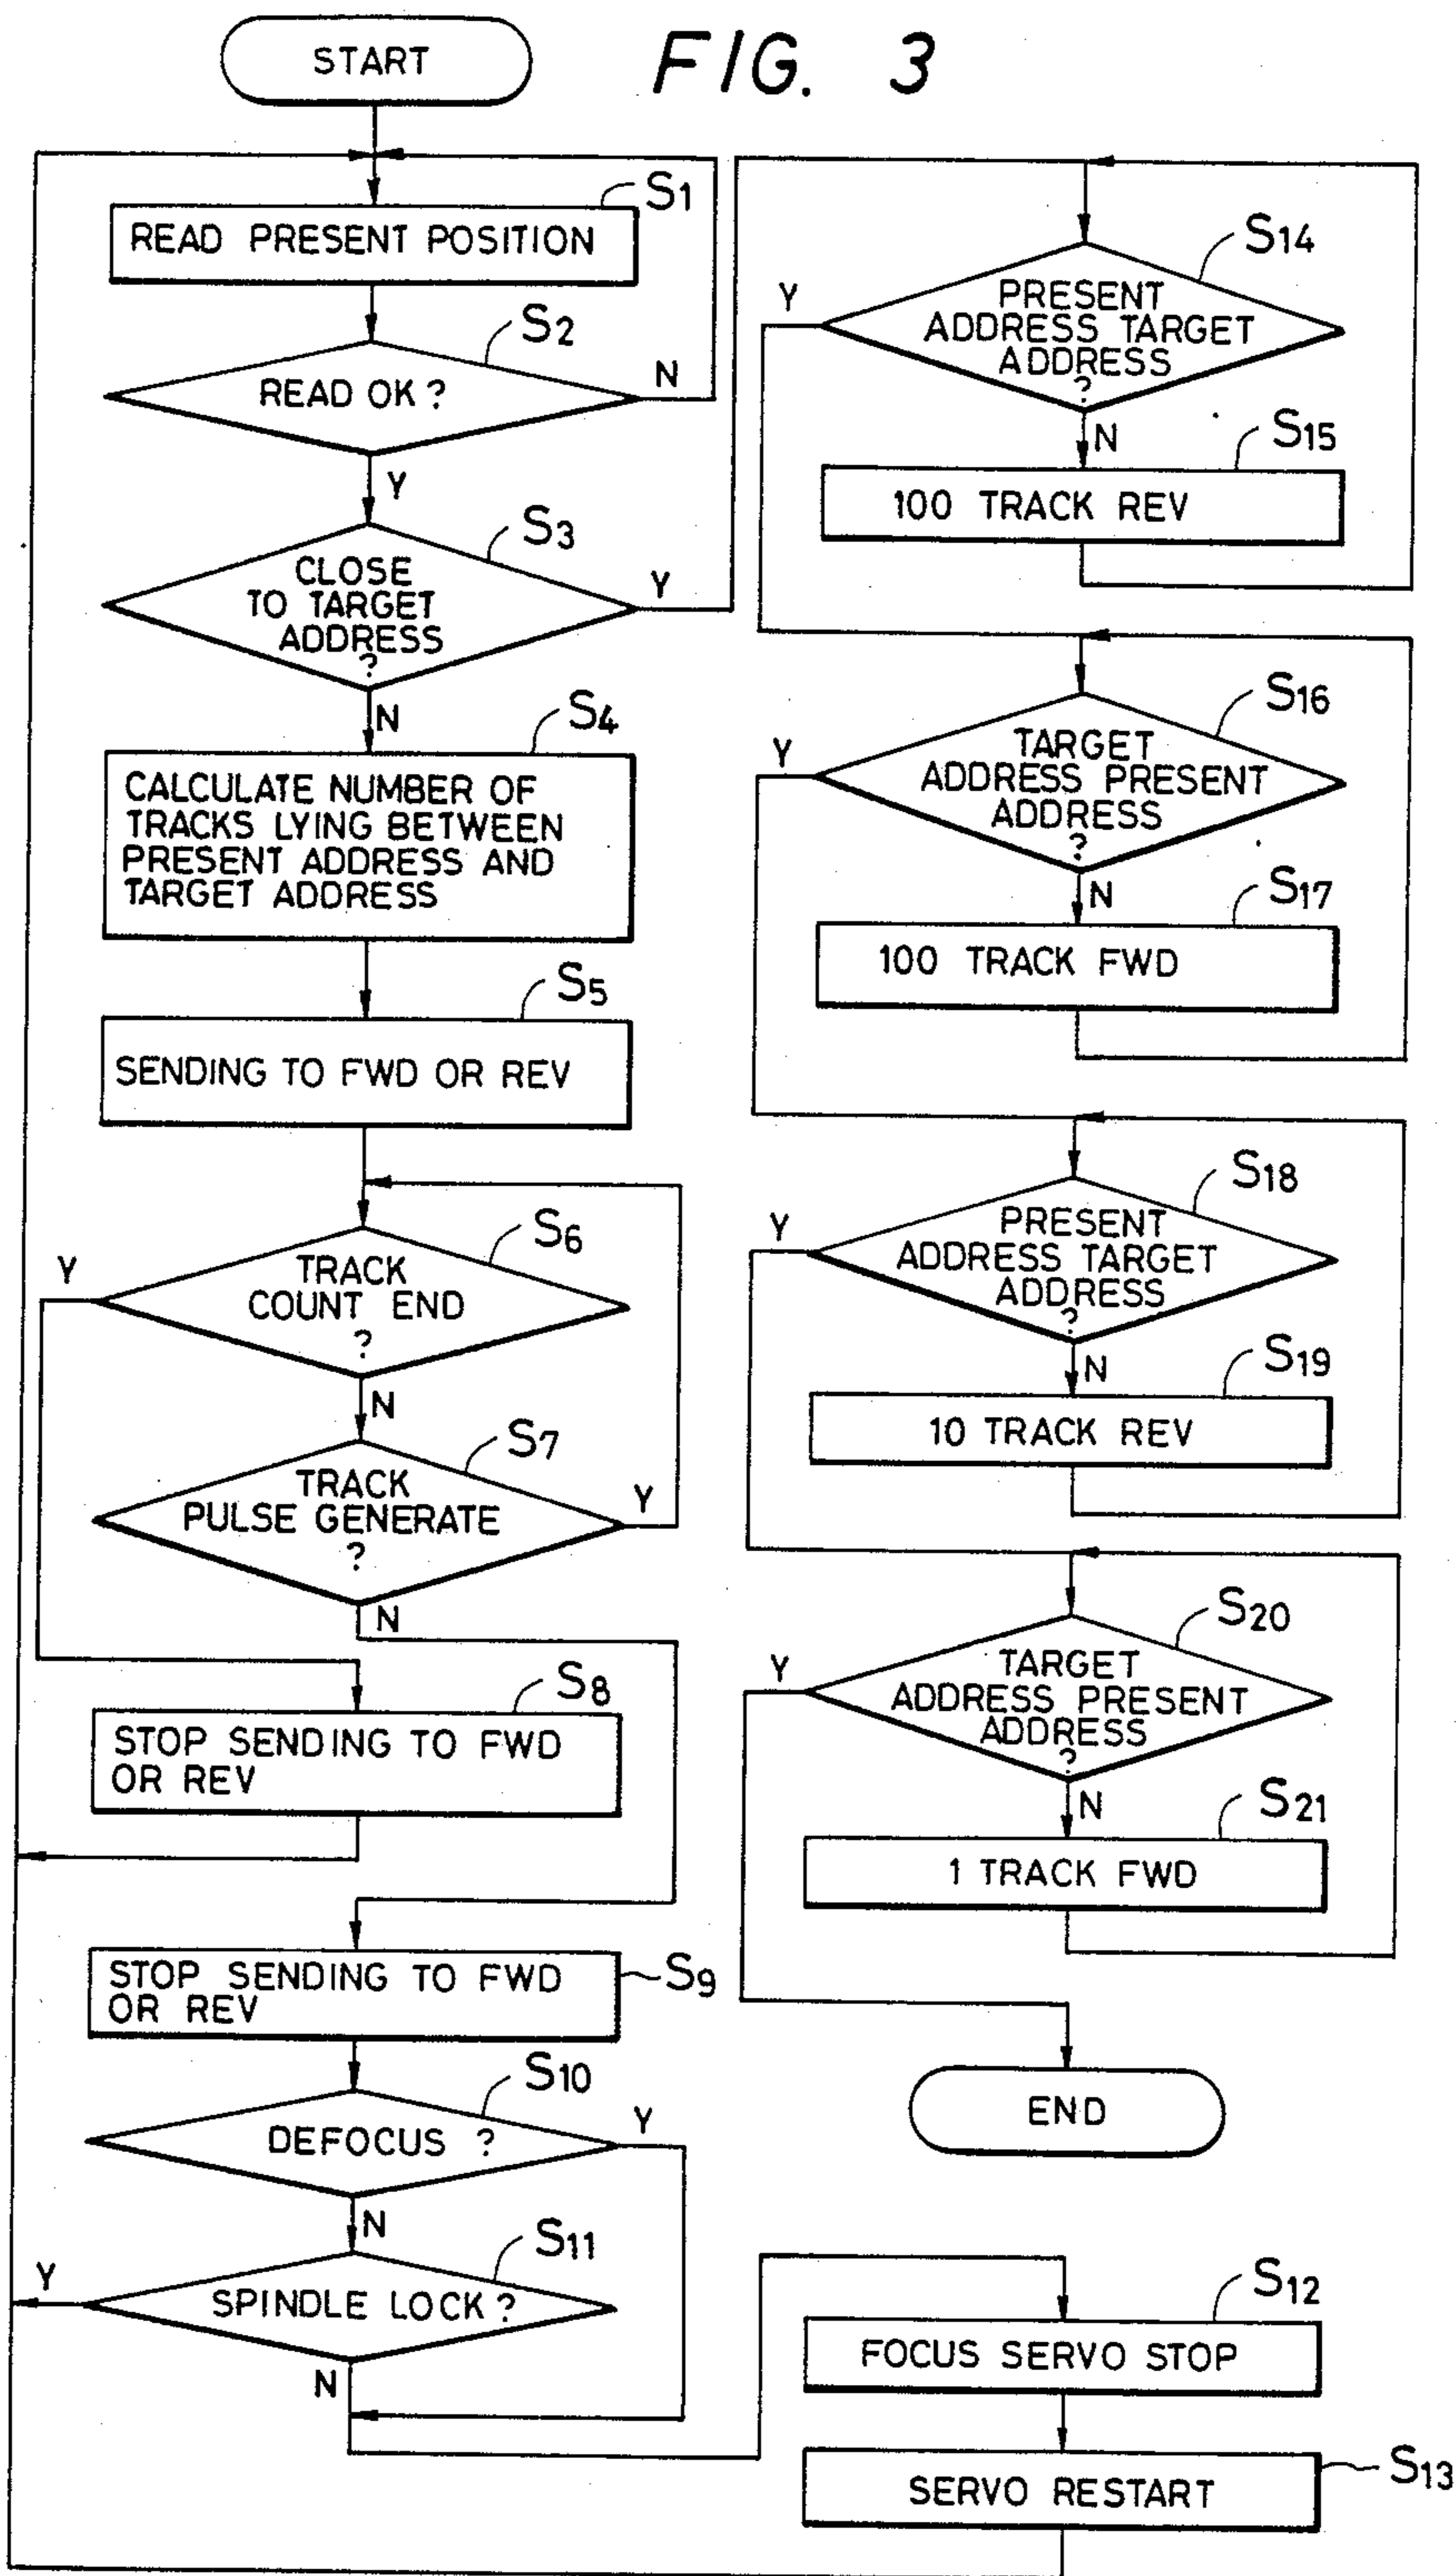 FIG. 3
START
S1
READ PRESENT POSITION
S2
READ OK ?
N
Y
S3
CLOSE
TO TARGET
ADDRESS
?
Y
N
S4
CALCULATE NUMBER OF
TRACKS LYING BETWEEN
PRESENT ADDRESS AND
TARGET ADDRESS
S5
SENDING TO FWD OR REV
S6
Y
TRACK
COUNT END
?
N
S7
TRACK
PULSE GENERATE
?
Y
N
S8
STOP SENDING TO FWD
OR REV
S9
STOP SENDING TO FWD
OR REV
S10
DEFOCUS ?
Y
N
S11
Y
SPINDLE LOCK ?
N
S14
Y
PRESENT
ADDRESS TARGET
ADDRESS
?
N
S15
100 TRACK REV
S16
Y
TARGET
ADDRESS PRESENT
ADDRESS
?
N
S17
100 TRACK FWD
S18
Y
PRESENT
ADDRESS TARGET
ADDRESS
?
N
S19
10 TRACK REV
S20
Y
TARGET
ADDRESS PRESENT
ADDRESS
?
N
S21
1 TRACK FWD
END
S12
FOCUS SERVO STOP
S13
SERVO RESTART